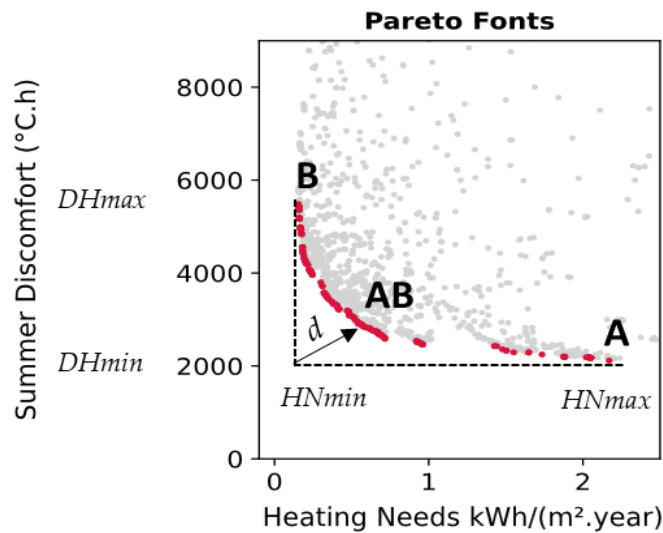 Pareto Fonts
Summer Discomfort (°C.h)
8000
6000
4000
2000
0
DHmax
DHmin
B
AB
A
d
HNmin
HNmax
0
1
2
Heating Needs kWh/(m².year)